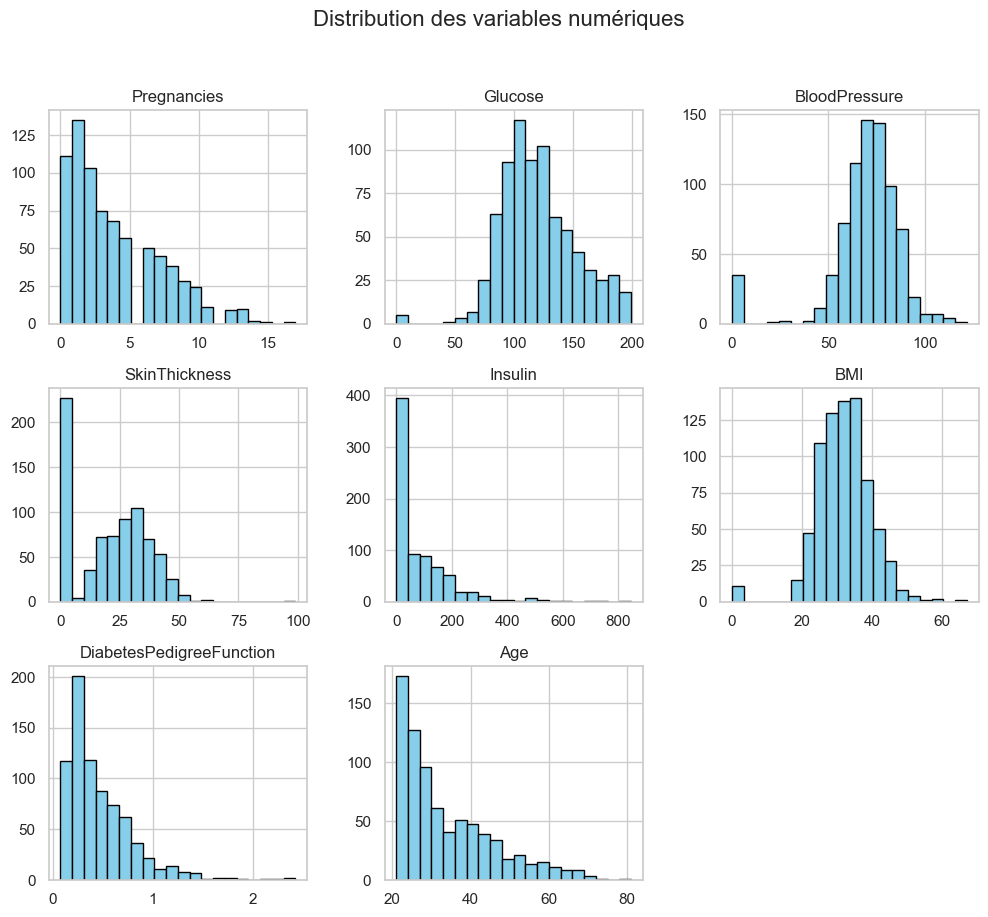 Distribution des variables numériques
Pregnancies
Glucose
BloodPressure
125
100
75
50
25
0
0 5 10 15
100
75
50
25
0
0 50 100 150 200
150
100
50
0
0 50 100
SkinThickness
Insulin
BMI
200
150
100
50
0
0 25 50 75 100
400
300
200
100
0
0 200 400 600 800
125
100
75
50
25
0
0 20 40 60
DiabetesPedigreeFunction
Age
200
150
100
50
0
0 1 2
150
100
50
0
20 40 60 80